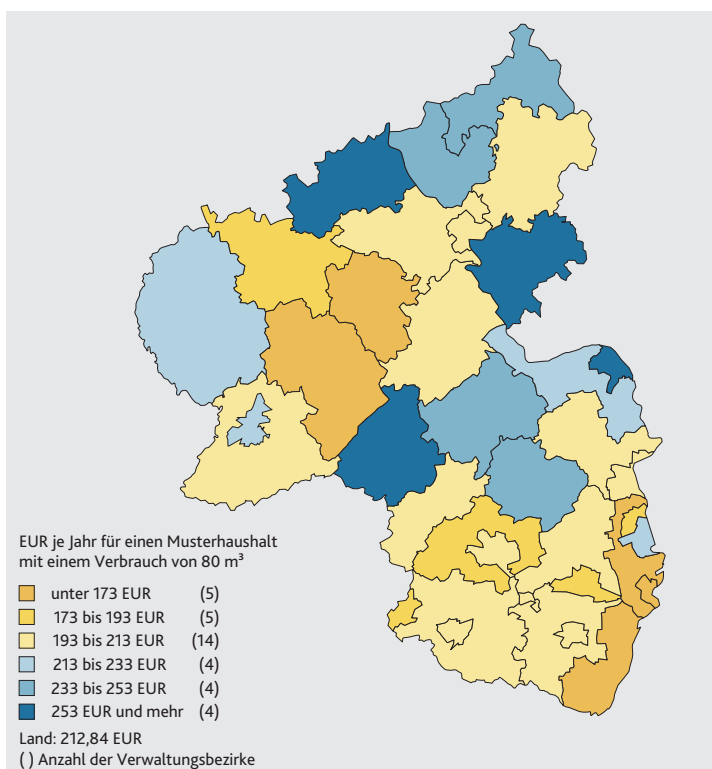 EUR je Jahr für einen Musterhaushalt
mit einem Verbrauch von 80 m³
unter 173 EUR (5)
173 bis 193 EUR (5)
193 bis 213 EUR (14)
213 bis 233 EUR (4)
233 bis 253 EUR (4)
253 EUR und mehr (4)
Land: 212,84 EUR
( ) Anzahl der Verwaltungsbezirke